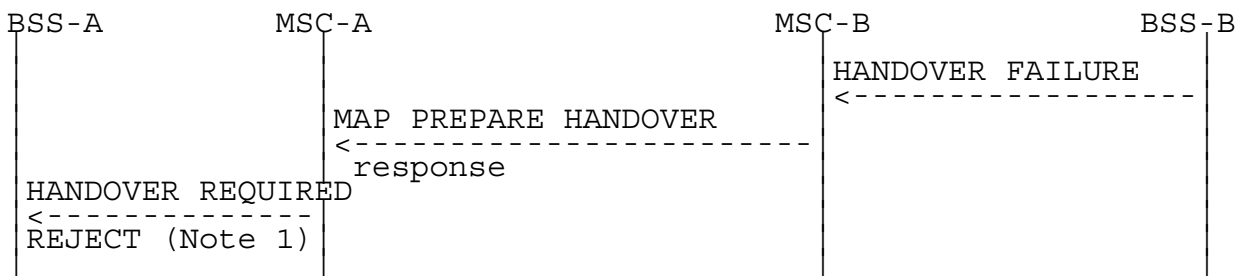 BSS-A MSC-A MSC-B BSS-B
HANDOVER FAILURE
MAP PREPARE HANDOVER
response
HANDOVER REQUIRED
REJECT (Note 1)